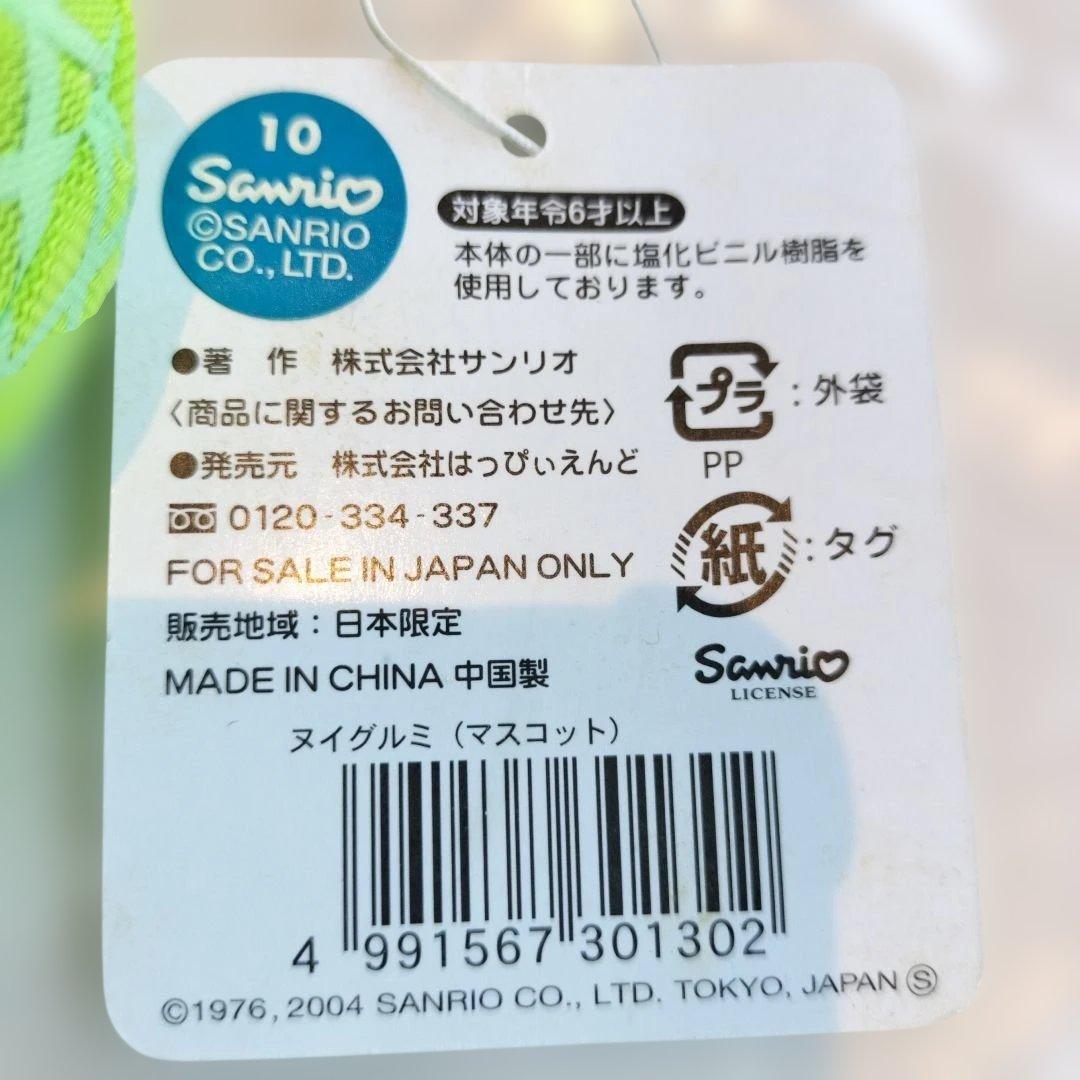 10
Sanrio
©SANRIO
CO., LTD.
対象年令6才以上
本体の一部に塩化ビニル樹脂を
使用しております。
●著 作 株式会社サンリオ
〈商品に関するお問い合わせ先〉
●発売元 株式会社はっぴぃえんど
0120-334-337
FOR SALE IN JAPAN ONLY
販売地域：日本限定
MADE IN CHINA 中国製
プラ：外袋
PP
紙：タグ
Sanrio
LICENSE
ヌイグルミ（マスコット）
4 991567 301302
©1976, 2004 SANRIO CO., LTD. TOKYO, JAPAN Ⓢ